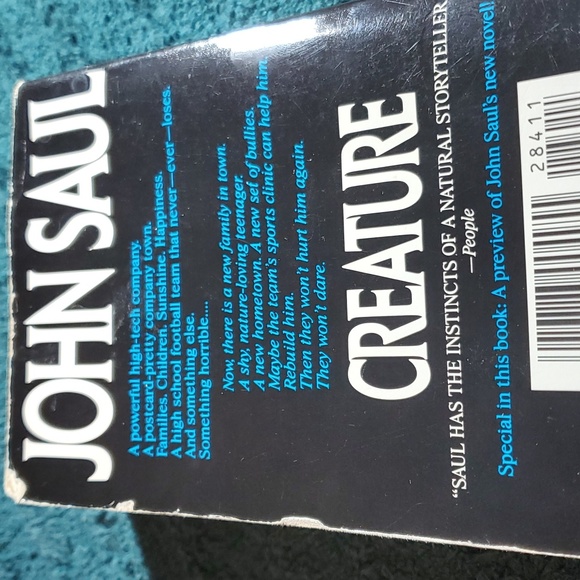 JOHN SAUL
A powerful high-tech company.
A postcard-pretty company town.
Families. Children. Sunshine. Happiness.
A high school football team that never—ever—loses.
And something else.
Something horrible....
Now, there is a new family in town.
A shy, nature-loving teenager.
A new hometown. A new set of bullies.
Maybe the team's sports clinic can help him.
Rebuild him.
Then they won't hurt him again.
They won't dare.
CREATURE
"SAUL HAS THE INSTINCTS OF A NATURAL STORYTELLER
—People
Special in this book: A preview of John Saul's new novel!
28411